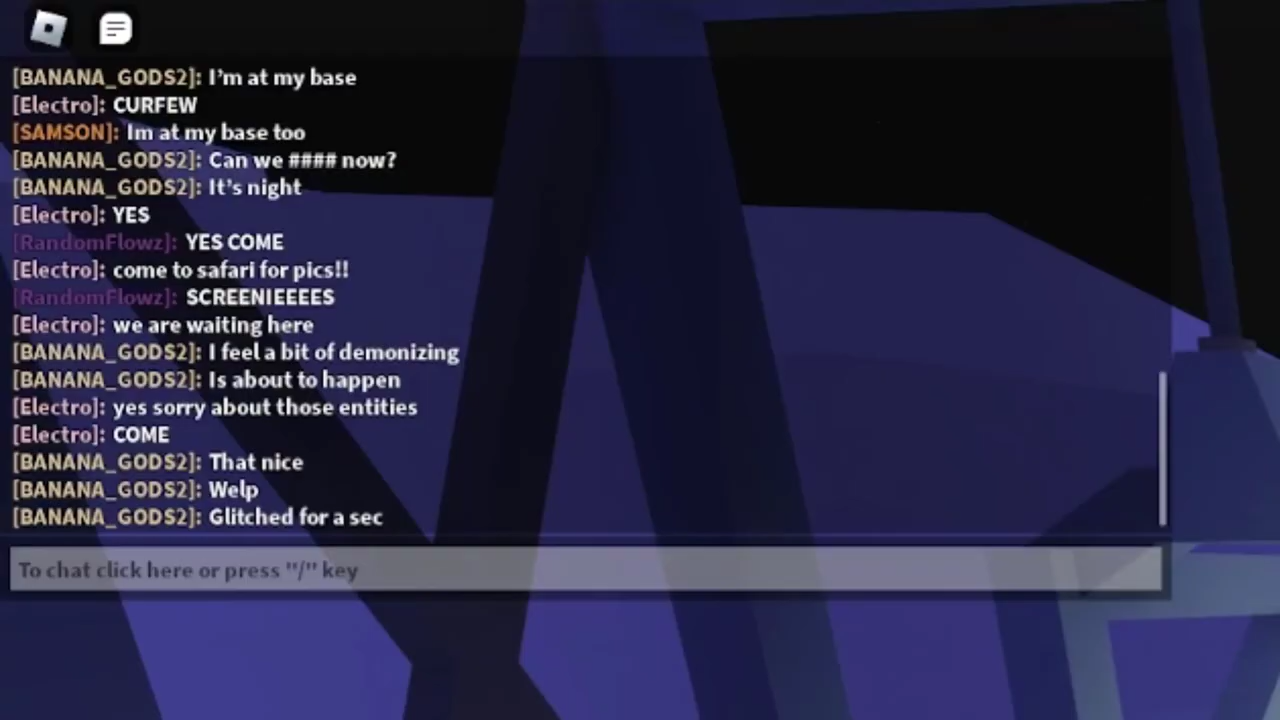 [BANANA_GODS2]: I’m at my base
[Electro]: CURFEW
[SAMSON]: Im at my base too
[BANANA_GODS2]: Can we #### now?
[BANANA_GODS2]: It’s night
[Electro]: YES
[RandomFlowz]: YES COME
[Electro]: come to safari for pics!!
[RandomFlowz]: SCREENIEEEES
[Electro]: we are waiting here
[BANANA_GODS2]: I feel a bit of demonizing
[BANANA_GODS2]: Is about to happen
[Electro]: yes sorry about those entities
[Electro]: COME
[BANANA_GODS2]: That nice
[BANANA_GODS2]: Welp
[BANANA_GODS2]: Glitched for a sec
To chat click here or press "/" key